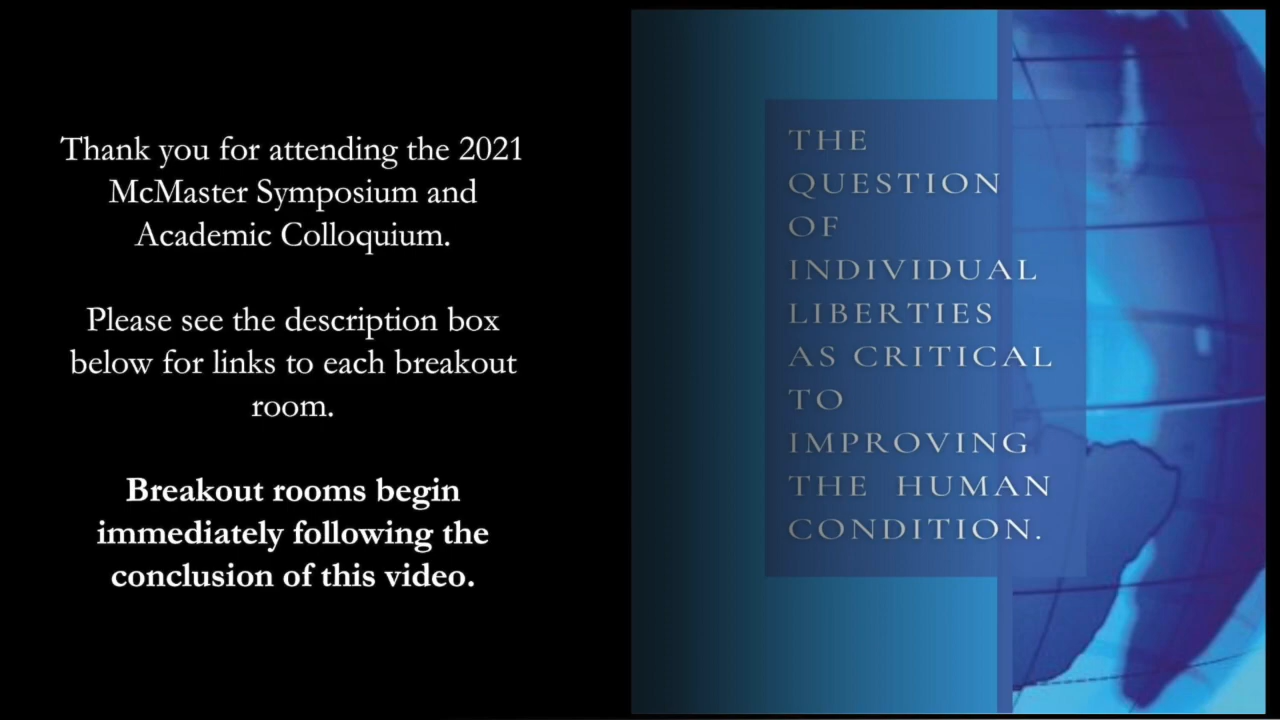 Thank you for attending the 2021
McMaster Symposium and
Academic Colloquium.
Please see the description box
below for links to each breakout
room.
Breakout rooms begin
immediately following the
conclusion of this video.
THE
QUESTION
OF
INDIVIDUAL
LIBERTIES
AS CRITICAL
TO
IMPROVING
THE HUMAN
CONDITION.